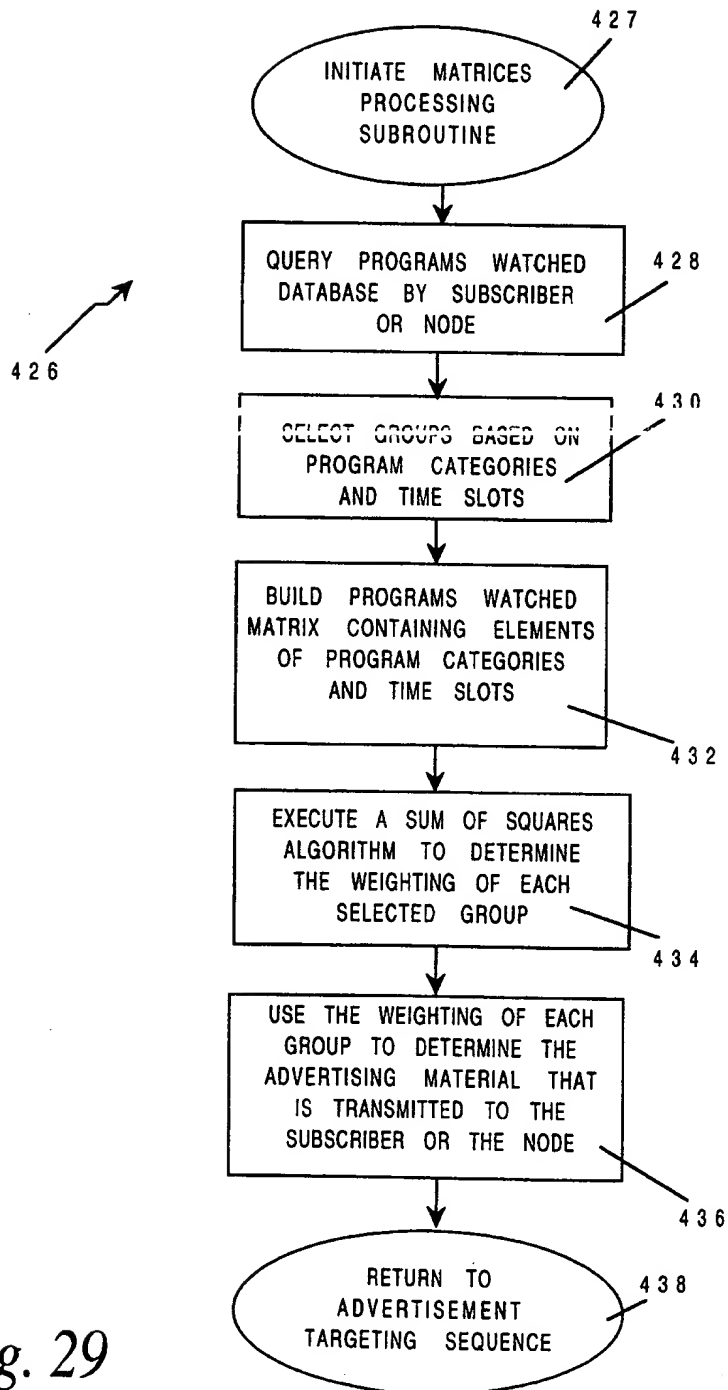 427
INITIATE MATRICES
PROCESSING
SUBROUTINE
428
QUERY PROGRAMS WATCHED
DATABASE BY SUBSCRIBER
OR NODE
426
430
SELECT GROUPS BASED ON
PROGRAM CATEGORIES
AND TIME SLOTS
BUILD PROGRAMS WATCHED
MATRIX CONTAINING ELEMENTS
OF PROGRAM CATEGORIES
AND TIME SLOTS
432
EXECUTE A SUM OF SQUARES
ALGORITHM TO DETERMINE
THE WEIGHTING OF EACH
SELECTED GROUP
434
USE THE WEIGHTING OF EACH
GROUP TO DETERMINE THE
ADVERTISING MATERIAL THAT
IS TRANSMITTED TO THE
SUBSCRIBER OR THE NODE
436
RETURN TO
ADVERTISEMENT
TARGETING SEQUENCE
438
g. 29